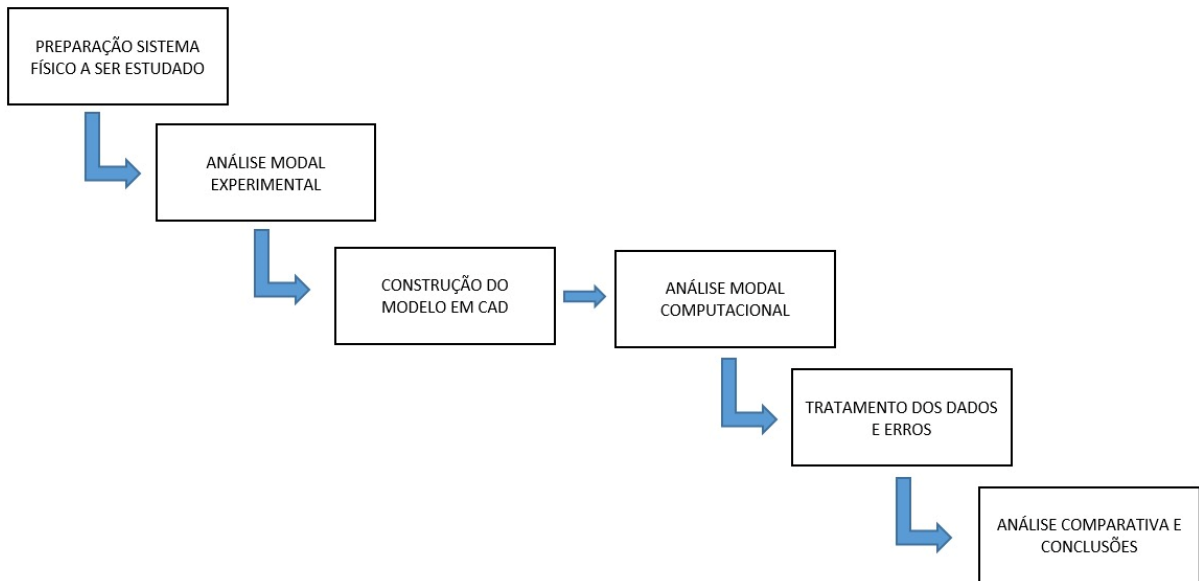 PREPARAÇÃO SISTEMA
FÍSICO A SER ESTUDADO
ANÁLISE MODAL
EXPERIMENTAL
CONSTRUÇÃO DO
MODELO EM CAD
ANÁLISE MODAL
COMPUTACIONAL
TRATAMENTO DOS DADOS
E ERROS
ANÁLISE COMPARATIVA E
CONCLUSÕES